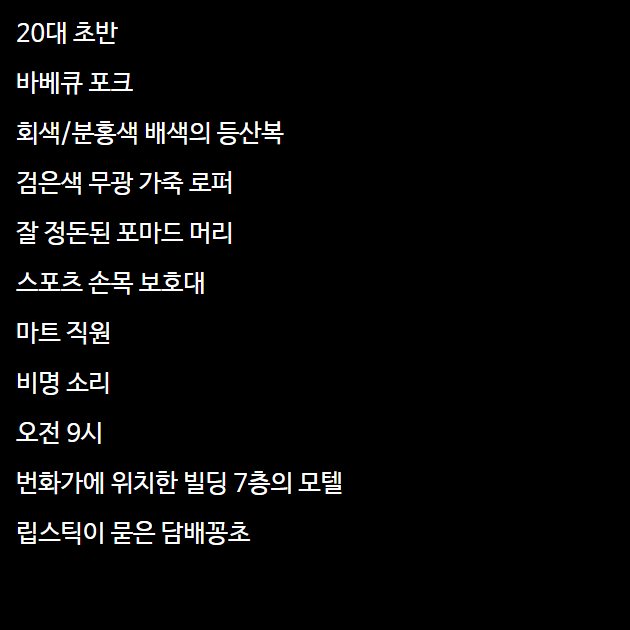 20대 초반
바베큐 포크
회색/분홍색 배색의 등산복
검은색 무광 가죽 로퍼
잘 정돈된 포마드 머리
스포츠 손목 보호대
마트 직원
비명 소리
오전 9시
번화가에 위치한 빌딩 7층의 모텔
립스틱이 묻은 담배꽁초